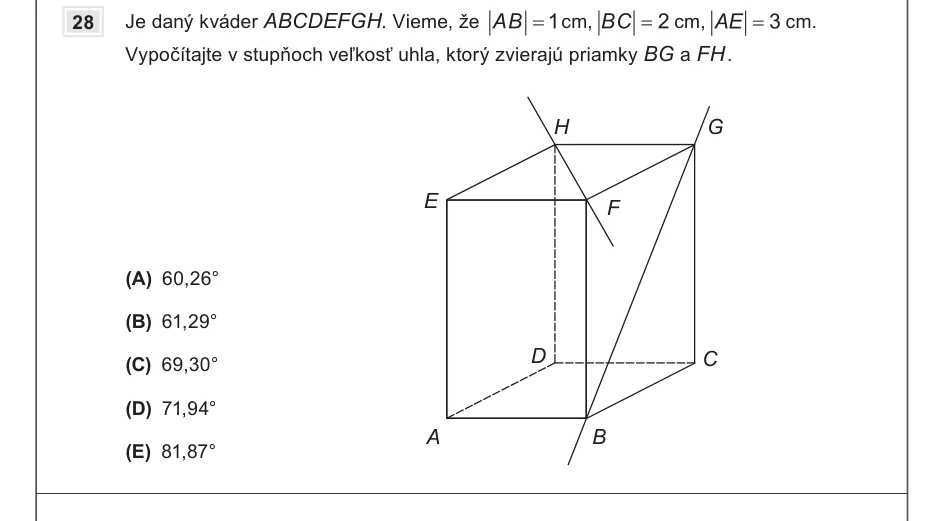 28 Je daný kváder ABCDEFGH. Vieme, že |AB| = 1 cm, |BC| = 2 cm, |AE| = 3 cm.
Vypočítajte v stupňoch veľkosť uhla, ktorý zvierajú priamky BG a FH.
H
G
E
F
(A) 60,26°
(B) 61,29°
(C) 69,30°
D
C
(D) 71,94°
A
B
(E) 81,87°